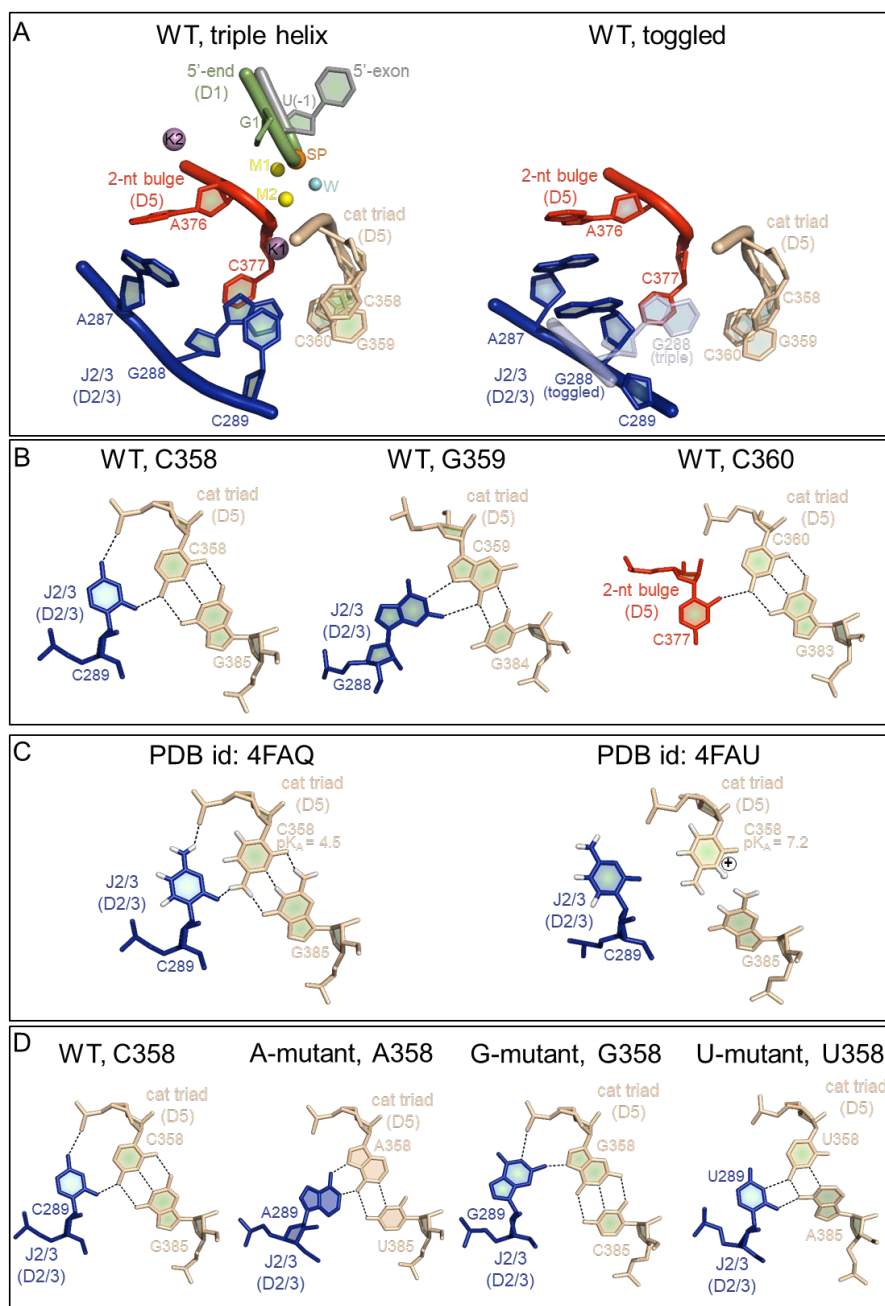 A
WT, triple helix
WT, toggled
5'-end
(D1)
5'-exon
U(-1)
G1
K2
SP
M1
M2
W
2-nt bulge
(D5)
A376
K1
cat triad
(D5)
C377
C358
C360
G359
A287
J2/3
(D2/3)
G288
C289
2-nt bulge
(D5)
A376
cat triad
(D5)
C377
C358
G288
(triple)
C360
G359
A287
J2/3
(D2/3)
G288
(toggled)
C289
B
WT, C358
WT, G359
WT, C360
cat triad
(D5)
C358
J2/3
(D2/3)
C289
G385
cat triad
(D5)
C359
J2/3
(D2/3)
G288
G384
cat triad
(D5)
C360
2-nt bulge
(D5)
C377
G383
C
PDB id: 4FAQ
PDB id: 4FAU
cat triad
(D5)
C358
pKA = 4.5
J2/3
(D2/3)
C289
G385
cat triad
(D5)
C358
pKA = 7.2
+
J2/3
(D2/3)
C289
G385
D
WT, C358
A-mutant, A358
G-mutant, G358
U-mutant, U358
cat triad
(D5)
C358
C289
J2/3
(D2/3)
G385
cat triad
(D5)
A358
A289
J2/3
(D2/3)
U385
cat triad
(D5)
G358
G289
J2/3
(D2/3)
C385
cat triad
(D5)
U358
U289
J2/3
(D2/3)
A385